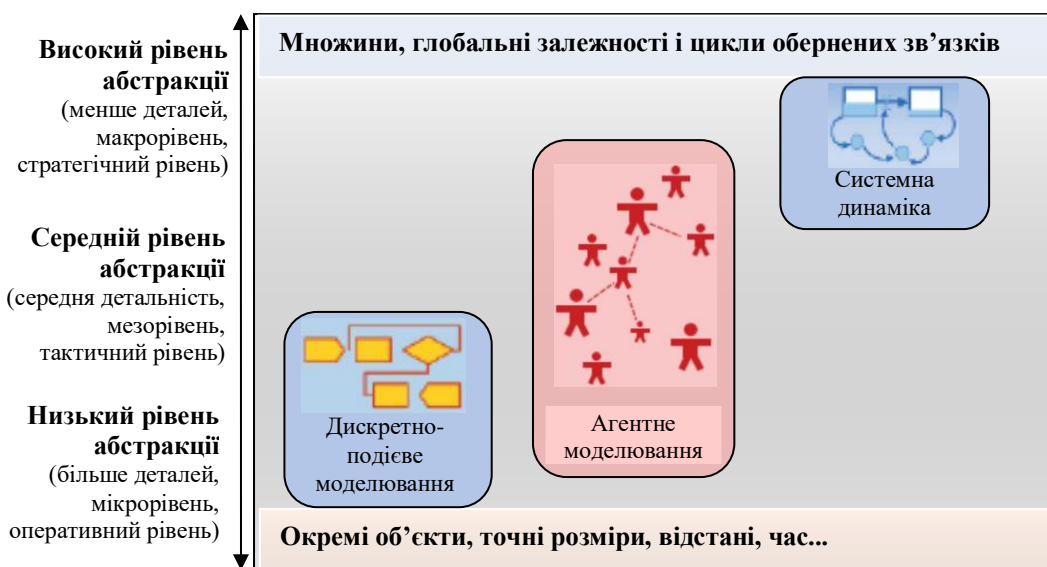 Високий рівень
абстракції
(менше деталей,
макрорівень,
стратегічний рівень)
Середній рівень
абстракції
(середня детальність,
мезорівень,
тактичний рівень)
Низький рівень
абстракції
(більше деталей,
мікрорівень,
оперативний рівень)
Множини, глобальні залежності і цикли обернених зв’язків
Системна
динаміка
Агентне
моделювання
Дискретно-
подієве
моделювання
Окремі об’єкти, точні розміри, відстані, час...